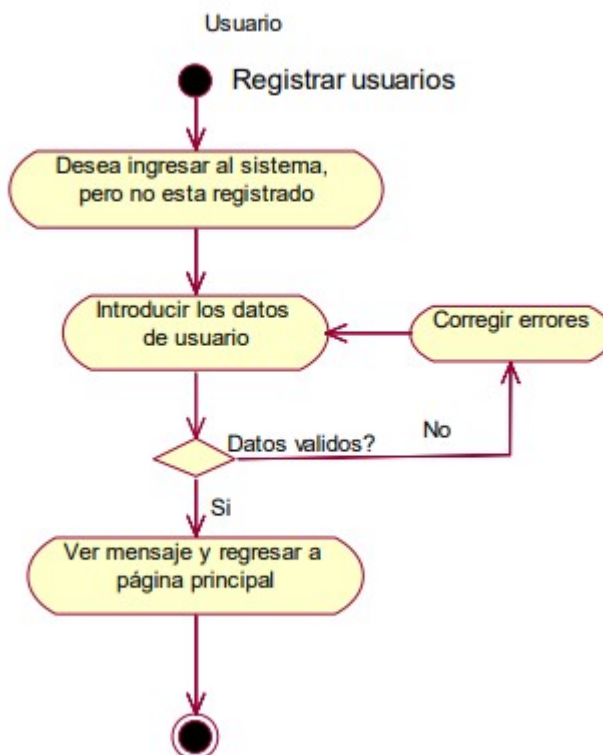 Usuario
Registrar usuarios
Desea ingresar al sistema,
pero no esta registrado
Introducir los datos
de usuario
Corregir errores
Datos validos?
No
Si
Ver mensaje y regresar a
página principal